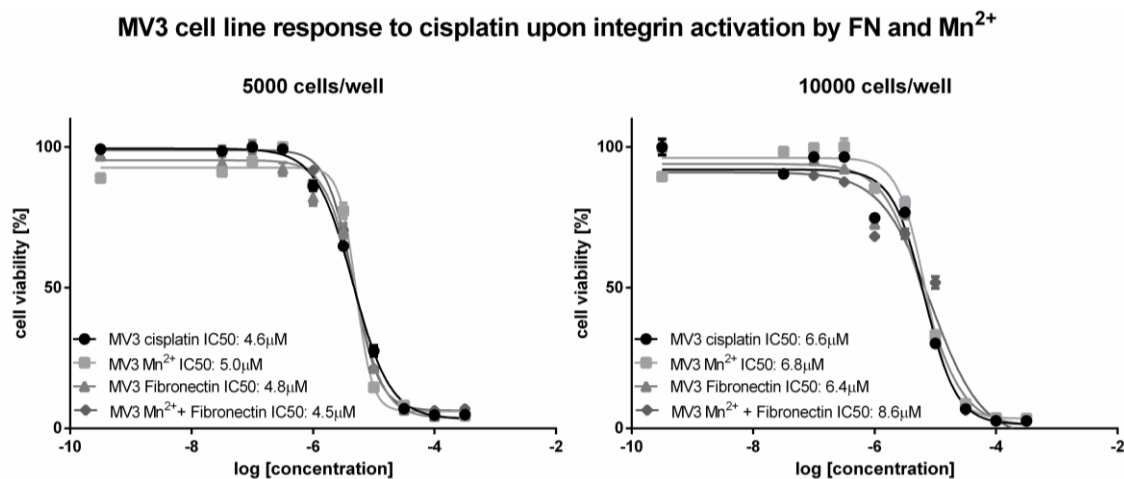 MV3 cell line response to cisplatin upon integrin activation by FN and Mn²⁺
5000 cells/well
100
50
0
cell viability [%]
MV3 cisplatin IC50: 4.6µM
MV3 Mn²⁺ IC50: 5.0µM
MV3 Fibronectin IC50: 4.8µM
MV3 Mn²⁺ + Fibronectin IC50: 4.5µM
-10 -8 -6 -4 -2
log [concentration]
10000 cells/well
100
50
0
cell viability [%]
MV3 cisplatin IC50: 6.6µM
MV3 Mn²⁺ IC50: 6.8µM
MV3 Fibronectin IC50: 6.4µM
MV3 Mn²⁺ + Fibronectin IC50: 8.6µM
-10 -8 -6 -4 -2
log [concentration]